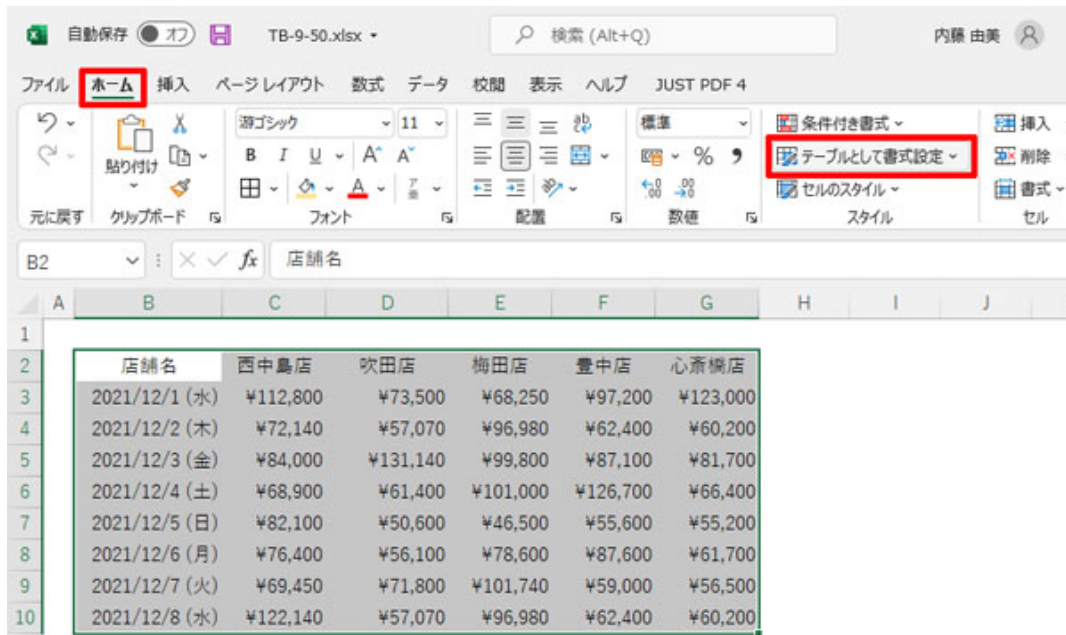 自動保存 オフ TB-9-50.xlsx 検索 (Alt+Q) 内藤 由美
ファイル ホーム 挿入 ページ レイアウト 数式 データ 校閲 表示 ヘルプ JUST PDF 4
游ゴシック 11 標準 条件付き書式 挿入
貼り付け B I U A A % 9 テーブルとして書式設定 削除
A セルのスタイル 書式
元に戻す クリップボード フォント 配置 数値 スタイル セル
B2 fx 店舗名
A B C D E F G H I J
1
2 店舗名 西中島店 吹田店 梅田店 豊中店 心斎橋店
3 2021/12/1 (水) ¥112,800 ¥73,500 ¥68,250 ¥97,200 ¥123,000
4 2021/12/2 (木) ¥72,140 ¥57,070 ¥96,980 ¥62,400 ¥60,200
5 2021/12/3 (金) ¥84,000 ¥131,140 ¥99,800 ¥87,100 ¥81,700
6 2021/12/4 (土) ¥68,900 ¥61,400 ¥101,000 ¥126,700 ¥66,400
7 2021/12/5 (日) ¥82,100 ¥50,600 ¥46,500 ¥55,600 ¥55,200
8 2021/12/6 (月) ¥76,400 ¥56,100 ¥78,600 ¥87,600 ¥61,700
9 2021/12/7 (火) ¥69,450 ¥71,800 ¥101,740 ¥59,000 ¥56,500
10 2021/12/8 (水) ¥122,140 ¥57,070 ¥96,980 ¥62,400 ¥60,200